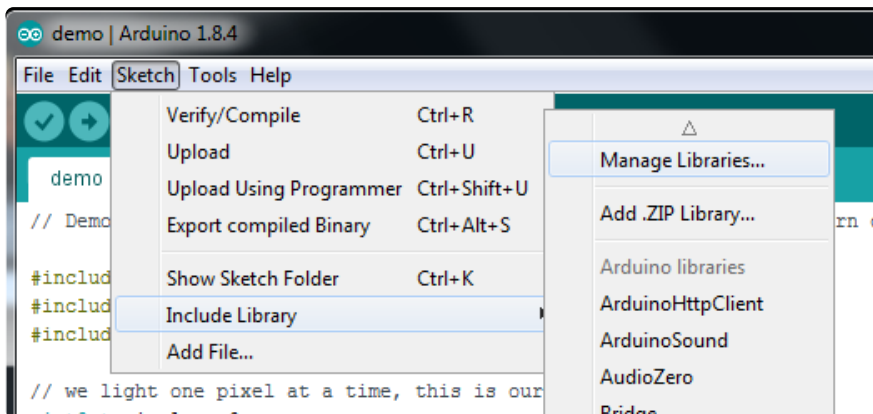 demo | Arduino 1.8.4
File Edit Sketch Tools Help
Verify/Compile Ctrl+R
Upload Ctrl+U
Upload Using Programmer Ctrl+Shift+U
Export compiled Binary Ctrl+Alt+S
Show Sketch Folder Ctrl+K
Include Library
Add File...
Manage Libraries...
Add .ZIP Library...
Arduino libraries
ArduinoHttpClient
ArduinoSound
AudioZero
Bridge
demo
// Demo
#includ
#includ
#includ
// we light one pixel at a time, this is our